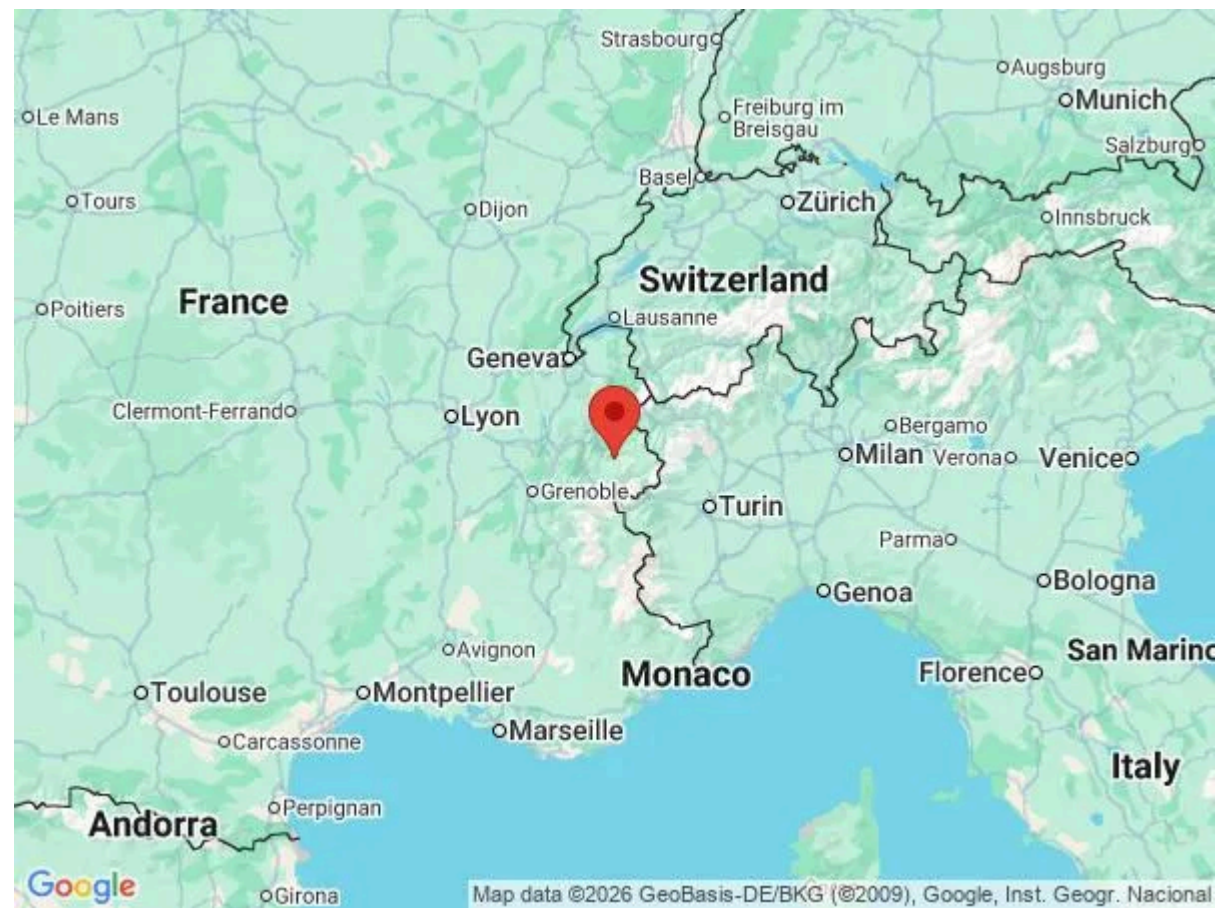 Strasbourg
Augsburg
Munich
Le Mans
Freiburg im
Breisgau
Salzburg
Basel
Tours
Dijon
Zürich
Innsbruck
Switzerland
France
Poitiers
Lausanne
Geneva
Clermont-Ferrand
Lyon
Bergamo
Milan
Verona
Venice
Grenoble
Turin
Parma
Genoa
Bologna
Avignon
San Marino
Monaco
Florence
Toulouse
Montpellier
Marseille
Carcassonne
Italy
Perpignan
Andorra
Google
Girona
Map data ©2026 GeoBasis-DE/BKG (©2009), Google, Inst. Geogr. Nacional